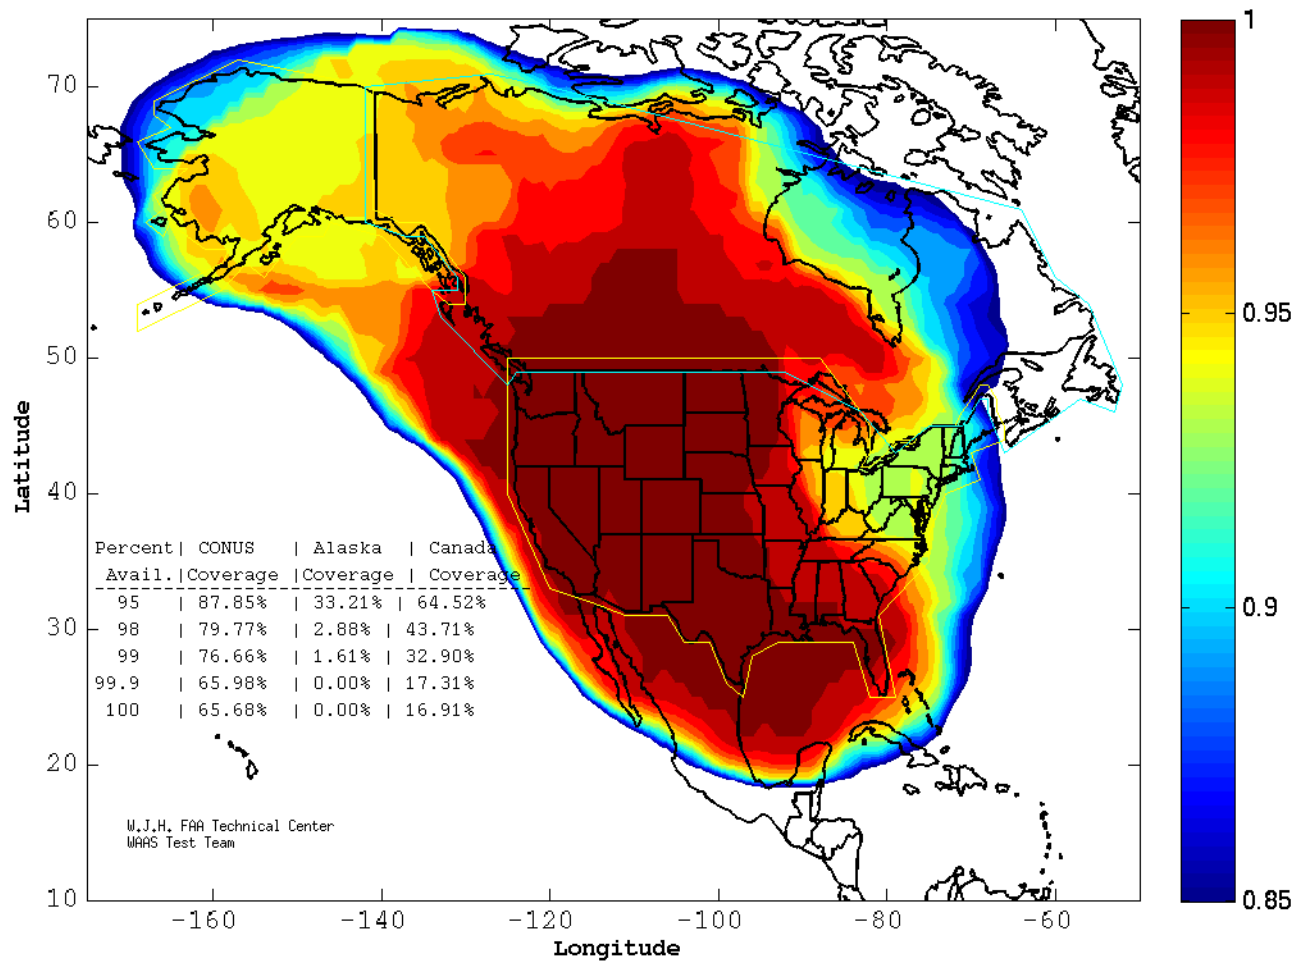 1
70
60
0.95
50
Latitude
40
Percent| CONUS | Alaska | Canada
Avail.|Coverage |Coverage | Coverage
95 | 87.85% | 33.21% | 64.52%
0.9
30
98 | 79.77% | 2.88% | 43.71%
99 | 76.66% | 1.61% | 32.90%
99.9 | 65.98% | 0.00% | 17.31%
100 | 65.68% | 0.00% | 16.91%
20
W.J.H. FAA Technical Center
WAAS Test Team
10
0.85
-160 -140 -120 -100 -80 -60
Longitude